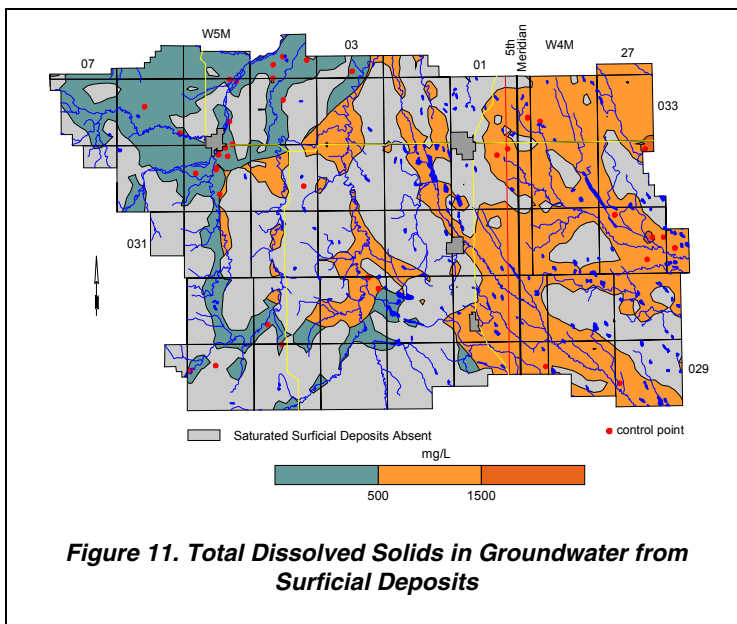 W5M
07
03
01
5th
Meridian
W4M
27
033
031
029
Saturated Surficial Deposits Absent
control point
mg/L
500
1500
Figure 11. Total Dissolved Solids in Groundwater from
Surficial Deposits